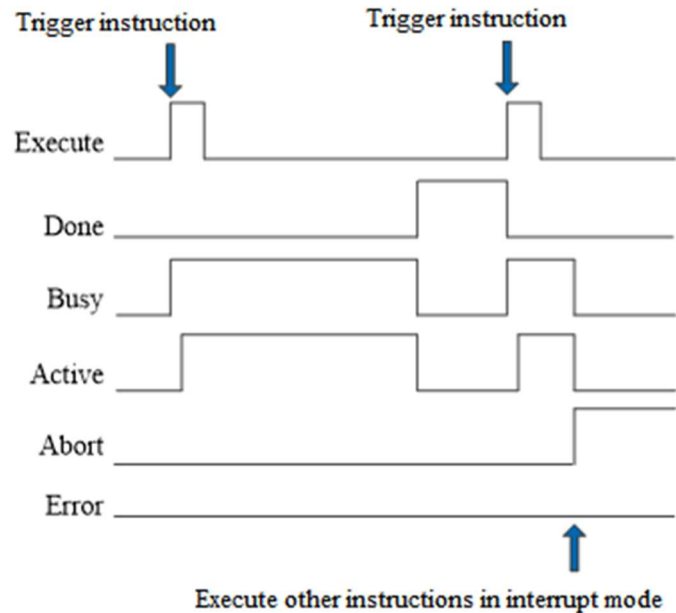 Trigger instruction
Trigger instruction
Execute
Done
Busy
Active
Abort
Error
Execute other instructions in interrupt mode